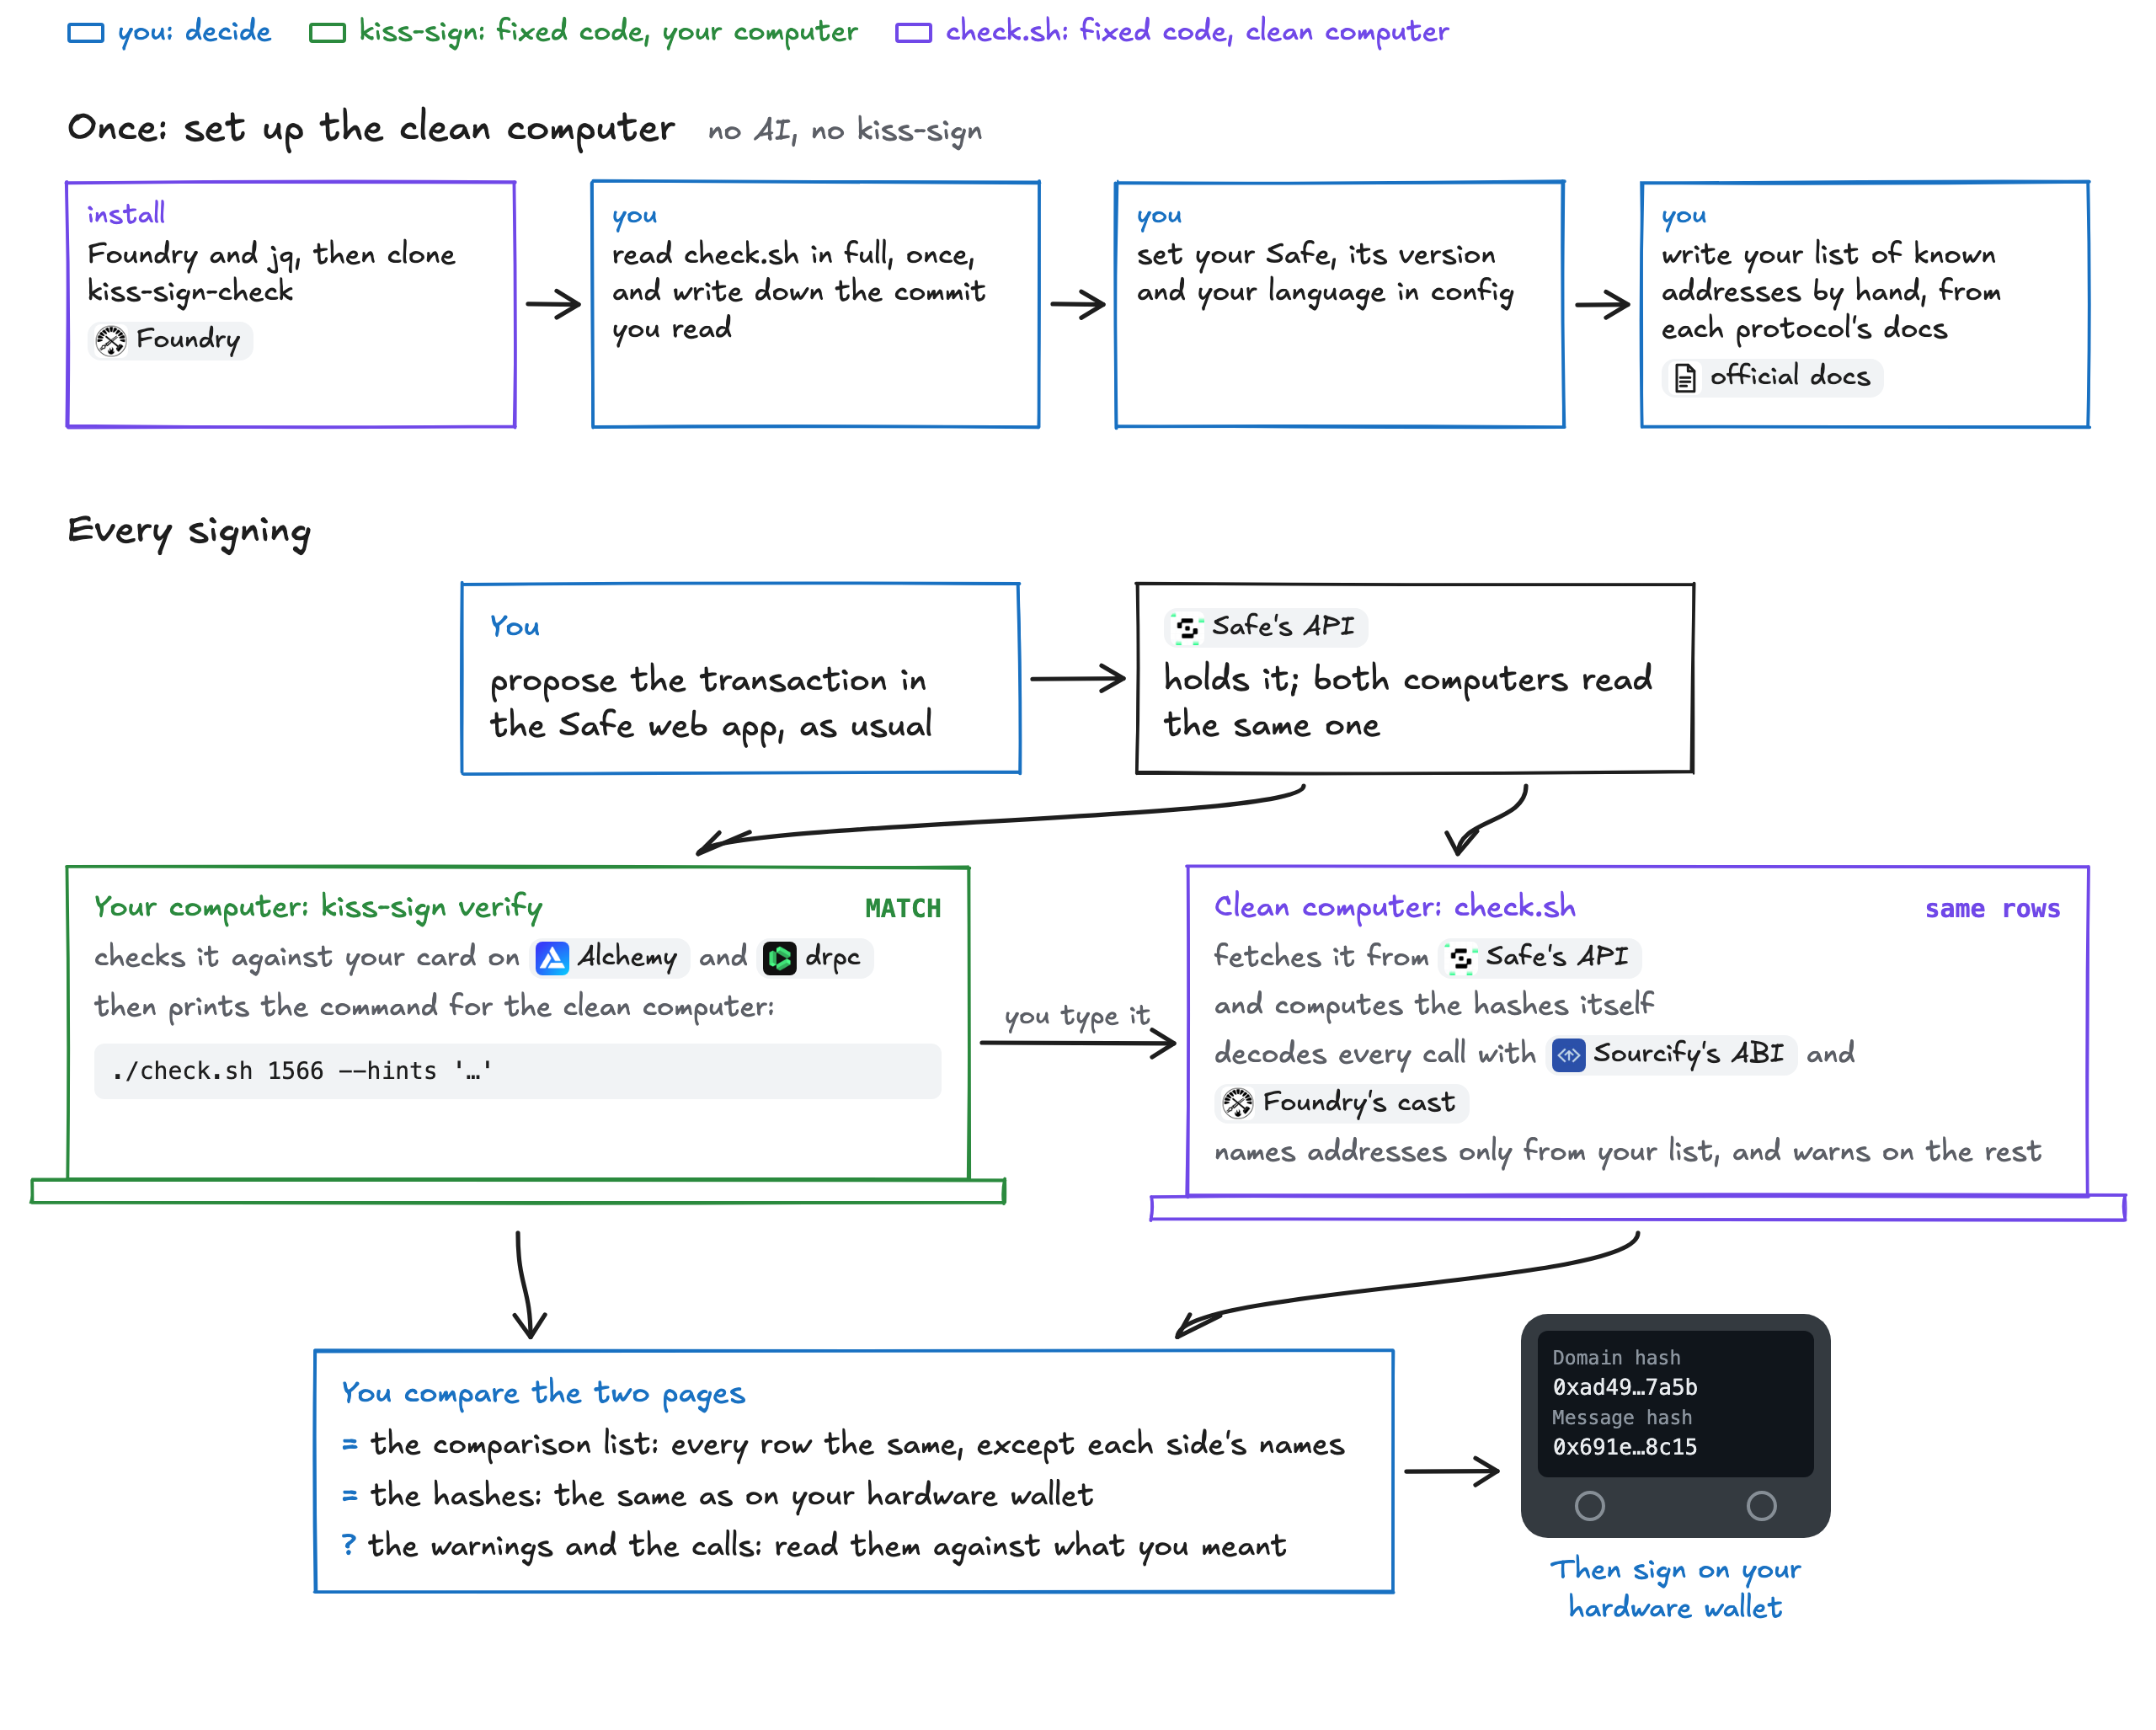 you: decide
kiss-sign: fixed code, your computer
check.sh: fixed code, clean computer
Once: set up the clean computer
no AI, no kiss-sign
install
Foundry and jq, then clone
kiss-sign-check
Foundry
you
read check.sh in full, once,
and write down the commit
you read
you
set your Safe, its version
and your language in config
you
write your list of known
addresses by hand, from
each protocol's docs
official docs
Every signing
You
propose the transaction in
the Safe web app, as usual
Safe's API
holds it; both computers read
the same one
Your computer: kiss-sign verify
MATCH
checks it against your card on Alchemy and drpc
then prints the command for the clean computer:
./check.sh 1566 --hints '…'
you type it
Clean computer: check.sh
same rows
fetches it from Safe's API
and computes the hashes itself
decodes every call with Sourcify's ABI and
Foundry's cast
names addresses only from your list, and warns on the rest
You compare the two pages
= the comparison list: every row the same, except each side's names
= the hashes: the same as on your hardware wallet
? the warnings and the calls: read them against what you meant
Domain hash
0xad49…7a5b
Message hash
0x691e…8c15
Then sign on your
hardware wallet